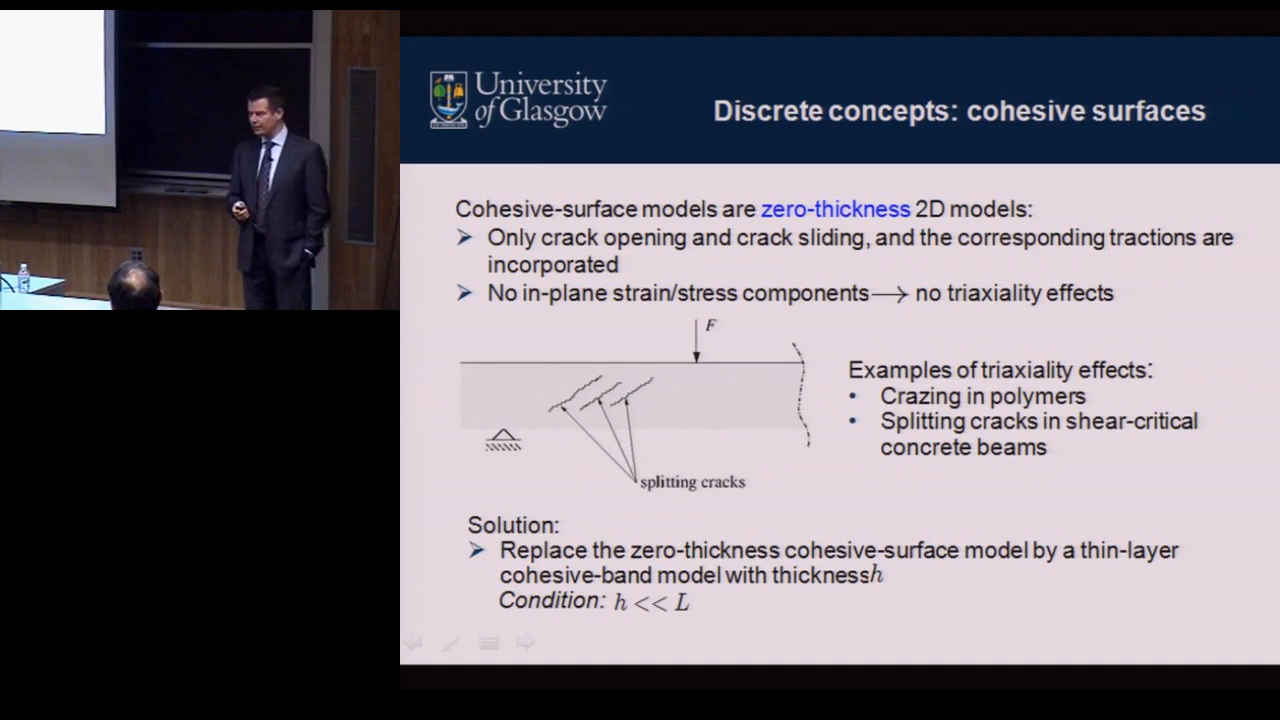 University
of Glasgow
Discrete concepts: cohesive surfaces
Cohesive-surface models are zero-thickness 2D models:
➤ Only crack opening and crack sliding, and the corresponding tractions are
incorporated
➤ No in-plane strain/stress components → no triaxiality effects
F
Examples of triaxiality effects:
• Crazing in polymers
• Splitting cracks in shear-critical
concrete beams
splitting cracks
Solution:
➤ Replace the zero-thickness cohesive-surface model by a thin-layer
cohesive-band model with thickness h
Condition: h << L